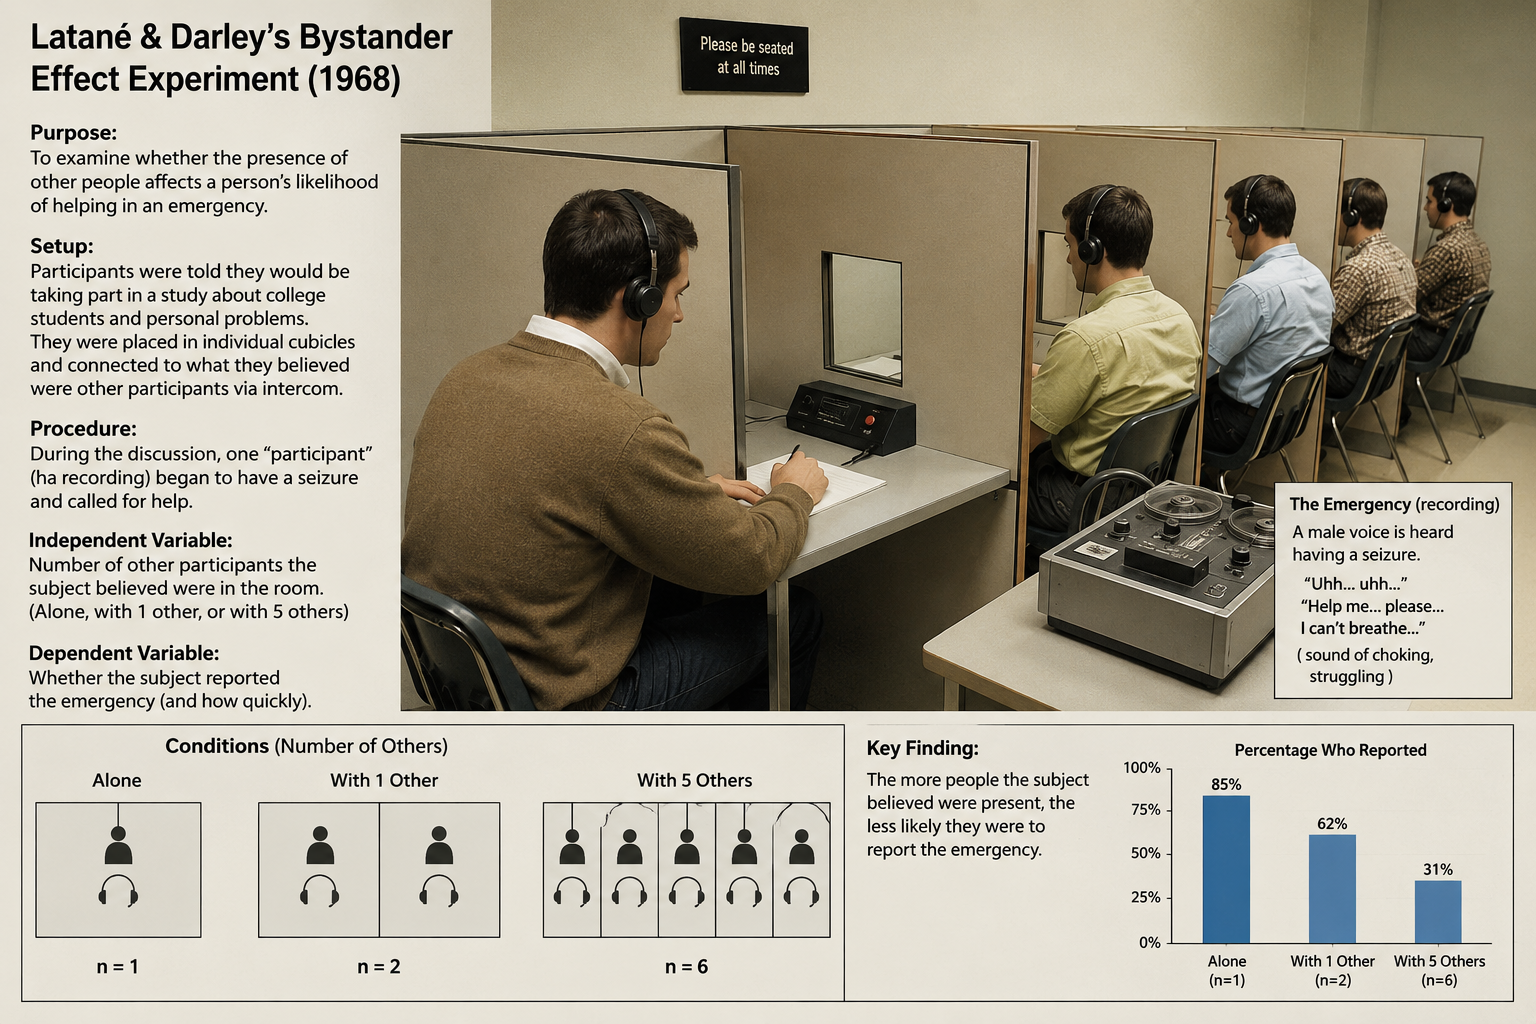 Latané & Darley’s Bystander
Effect Experiment (1968)
Purpose:
To examine whether the presence of
other people affects a person’s likelihood
of helping in an emergency.
Setup:
Participants were told they would be
taking part in a study about college
students and personal problems.
They were placed in individual cubicles
and connected to what they believed
were other participants via intercom.
Procedure:
During the discussion, one “participant”
(ha recording) began to have a seizure
and called for help.
Independent Variable:
Number of other participants the
subject believed were in the room.
(Alone, with 1 other, or with 5 others)
Dependent Variable:
Whether the subject reported
the emergency (and how quickly).
Please be seated
at all times
The Emergency (recording)
A male voice is heard
having a seizure.
“Uhh... uhh...”
“Help me... please...
I can’t breathe...”
( sound of choking,
struggling )
Conditions (Number of Others)
Alone
With 1 Other
With 5 Others
n = 1
n = 2
n = 6
Key Finding:
The more people the subject
believed were present, the
less likely they were to
report the emergency.
Percentage Who Reported
100%
75%
50%
25%
0%
85%
62%
31%
Alone
(n=1)
With 1 Other
(n=2)
With 5 Others
(n=6)